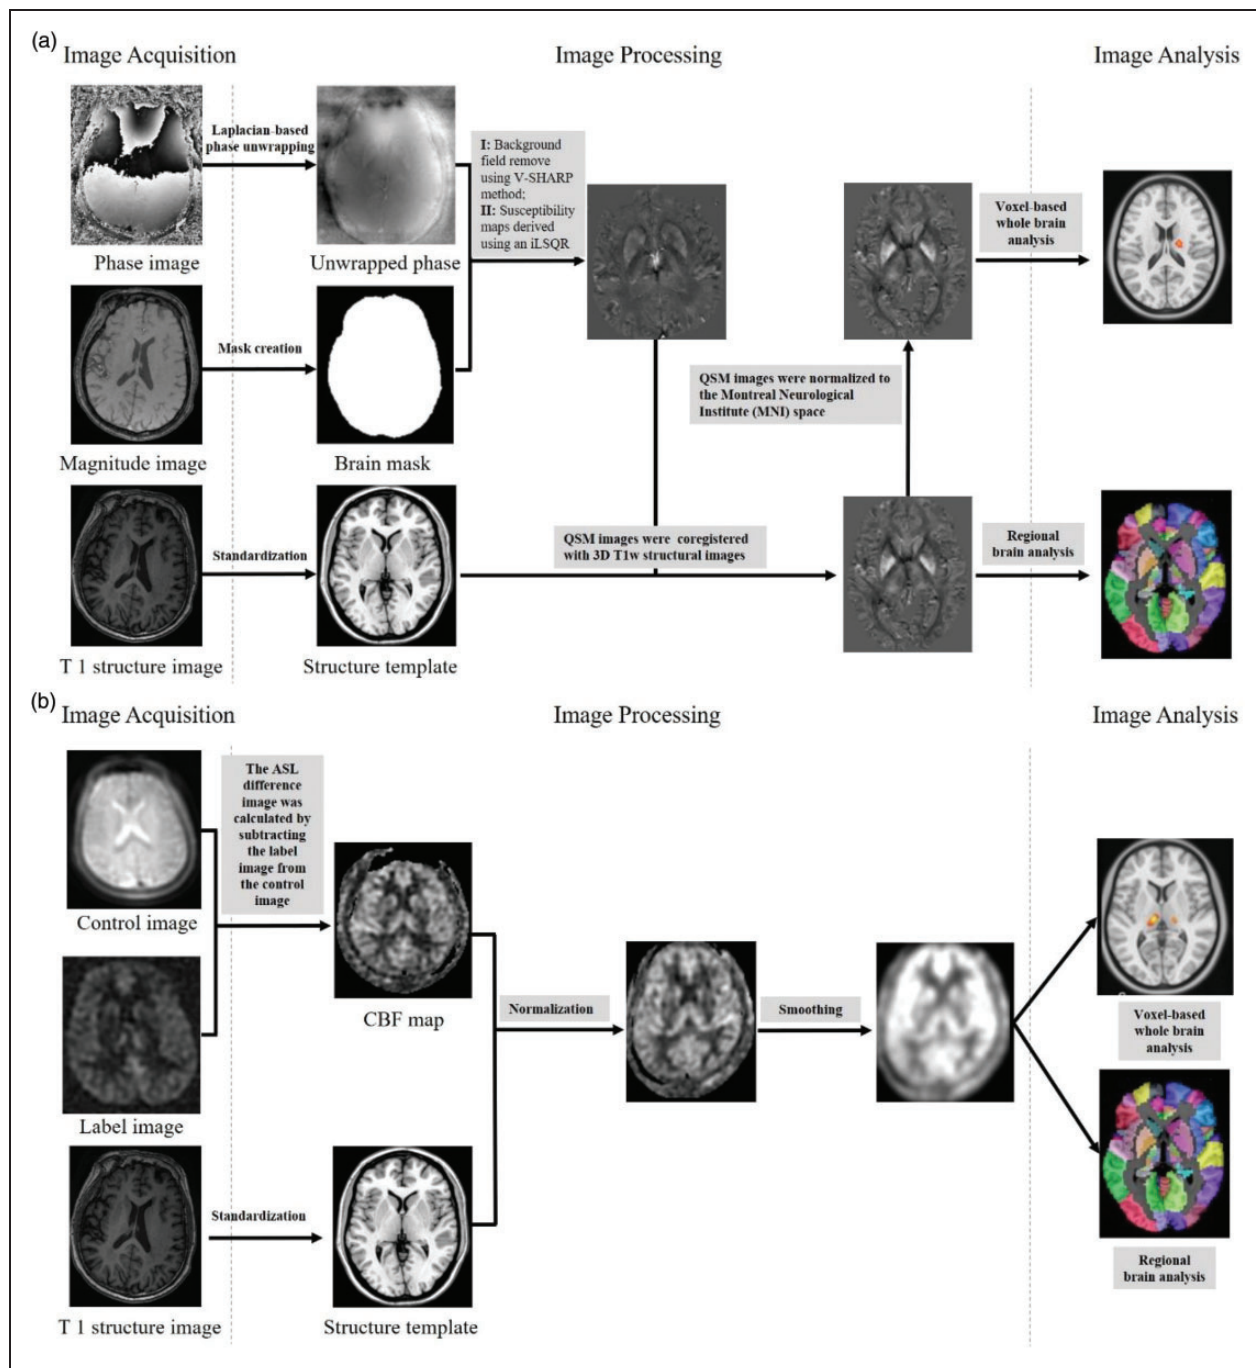 (a)
Image Acquisition
Image Processing
Image Analysis
Laplacian-based
phase unwrapping
Phase image
Unwrapped phase
I: Background
field remove
using V-SHARP
method;
II: Susceptibility
maps derived
using an iLSQR
Voxel-based
whole brain
analysis
Mask creation
Magnitude image
Brain mask
QSM images were normalized to
the Montreal Neurological
Institute (MNI) space
Standardization
T 1 structure image
Structure template
QSM images were coregistered
with 3D T1w structural images
Regional
brain analysis
(b)
Image Acquisition
Image Processing
Image Analysis
The ASL
difference
image was
calculated by
subtracting
the label
image from
the control
image
Control image
Label image
CBF map
Normalization
Smoothing
Voxel-based
whole brain
analysis
Standardization
T 1 structure image
Structure template
Regional
brain analysis